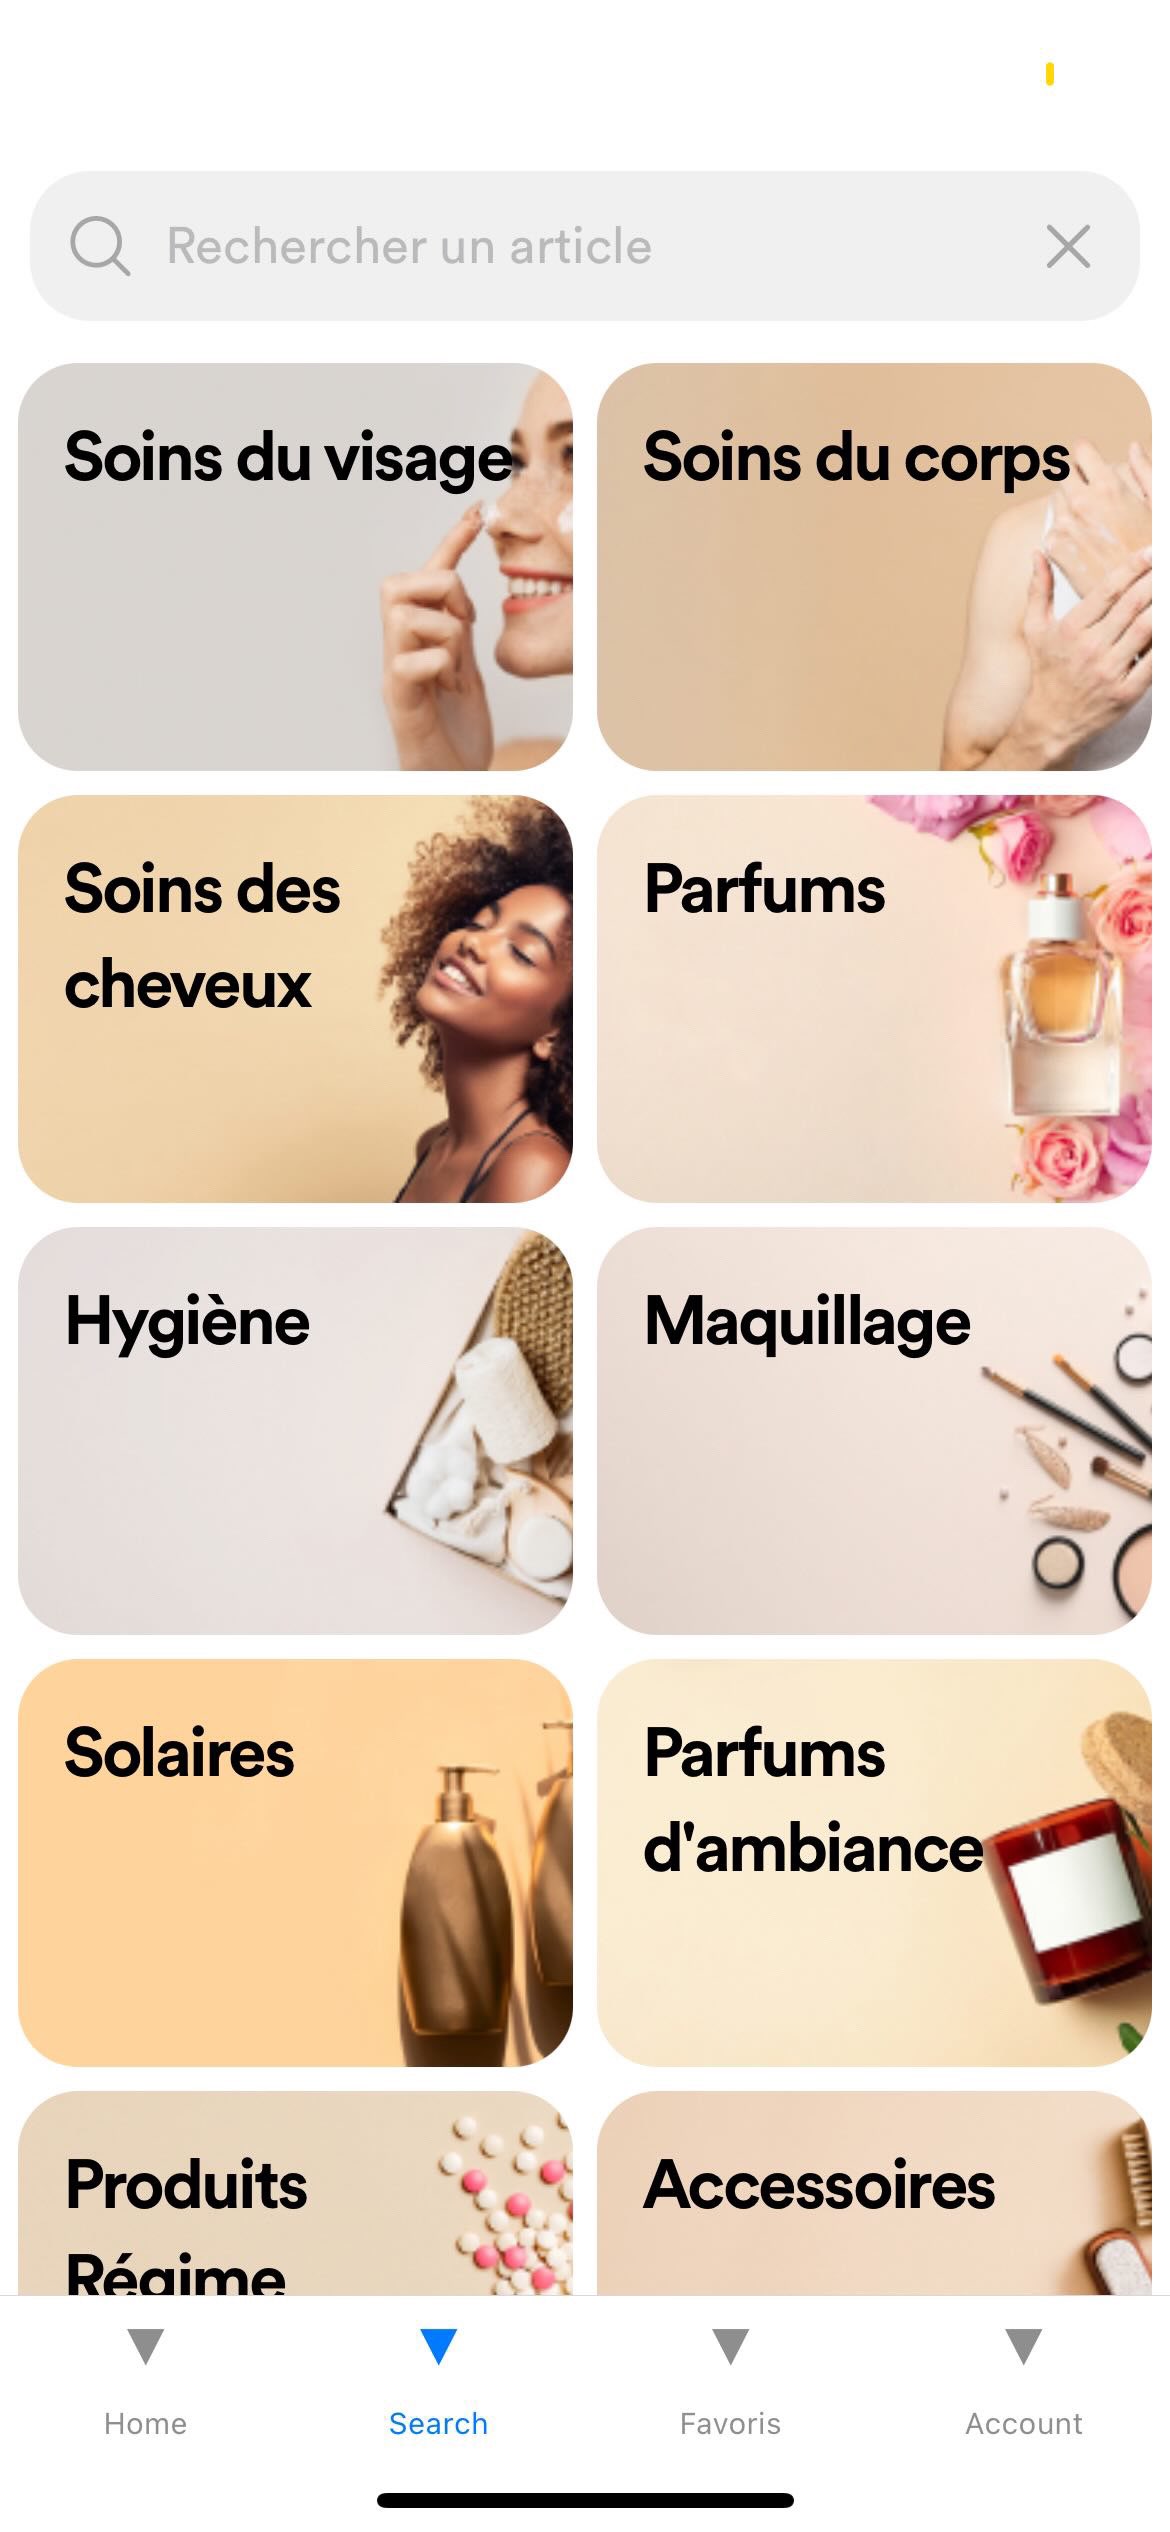 Rechercher un article
Soins du visage
Soins du corps
Soins des
cheveux
Parfums
Hygiène
Maquillage
Solaires
Parfums
d'ambiance
Produits
Régime
Accessoires
Home
Search
Favoris
Account